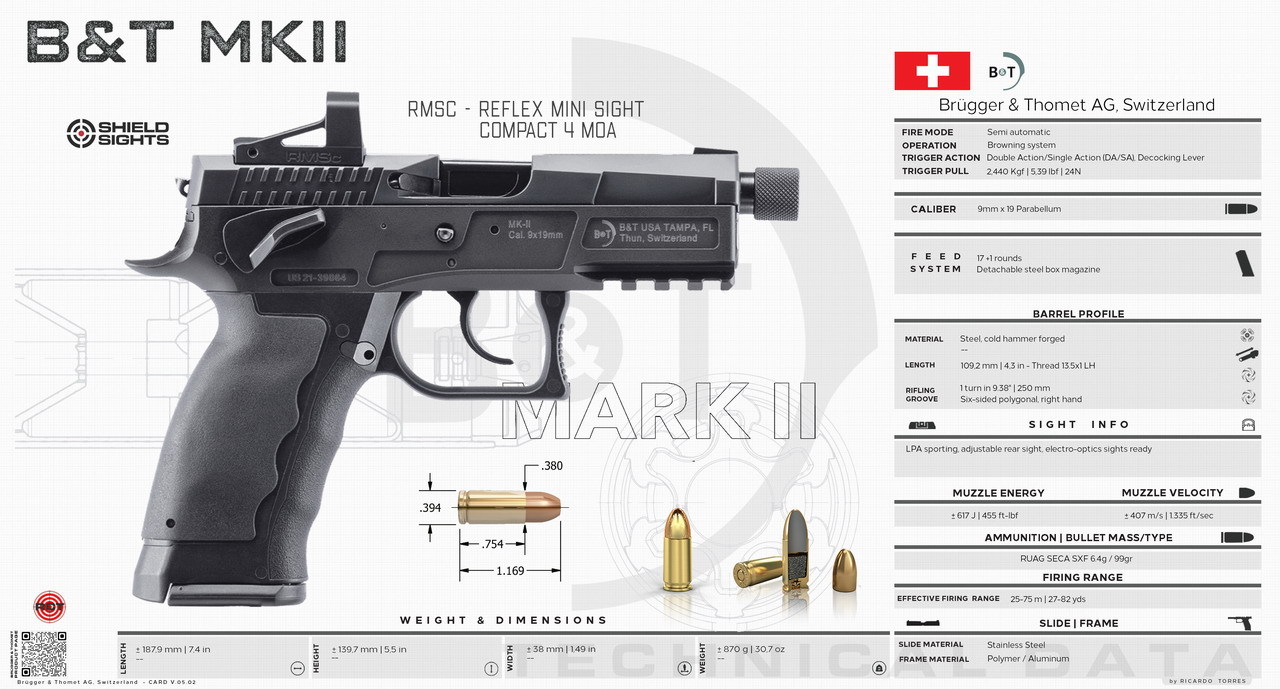 B&T MKII
SHIELD
SIGHTS
RMSC - REFLEX MINI SIGHT
COMPACT 4 MOA
RMSc
MK-II
Cal. 9x19mm
B&T
B&T USA TAMPA, FL
Thun, Switzerland
US 21-39664
B&T
MARK II
.380
.394
.754
1.169
B&T
Brügger & Thomet AG, Switzerland
FIRE MODE Semi automatic
OPERATION Browning system
TRIGGER ACTION Double Action/Single Action (DA/SA), Decocking Lever
TRIGGER PULL 2,440 Kgf | 5,39 lbf | 24N
CALIBER 9mm x 19 Parabellum
FEED SYSTEM 17 +1 rounds
Detachable steel box magazine
BARREL PROFILE
MATERIAL Steel, cold hammer forged
--
LENGTH 109,2 mm | 4,3 in - Thread 13.5x1 LH
RIFLING GROOVE 1 turn in 9.38" | 250 mm
Six-sided polygonal, right hand
SIGHT INFO
LPA sporting, adjustable rear sight, electro-optics sights ready
MUZZLE ENERGY MUZZLE VELOCITY
± 617 J | 455 ft-lbf ± 407 m/s | 1.335 ft/sec
AMMUNITION | BULLET MASS/TYPE
RUAG SECA SXF 6.4g / 99gr
FIRING RANGE
EFFECTIVE FIRING RANGE 25-75 m | 27-82 yds
SLIDE | FRAME
SLIDE MATERIAL Stainless Steel
FRAME MATERIAL Polymer / Aluminum
WEIGHT & DIMENSIONS
LENGTH ± 187,9 mm | 7.4 in
--
HEIGHT ± 139,7 mm | 5.5 in
--
WIDTH ± 38 mm | 1.49 in
--
WEIGHT ± 870 g | 30.7 oz
--
TECHNICAL DATA
RDT
Brügger & Thomet AG, Switzerland - CARD V.05.02
by RICARDO TORRES